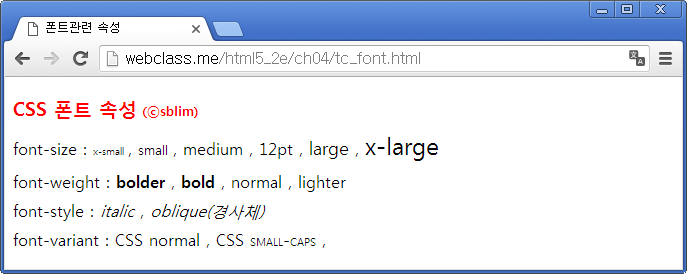 폰트관련 속성
webclass.me/html5_2e/ch04/tc_font.html
CSS 폰트 속성 (ⓒsblim)
font-size : x-small , small , medium , 12pt , large , x-large
font-weight : bolder , bold , normal , lighter
font-style : italic , oblique(경사체)
font-variant : CSS normal , CSS SMALL-CAPS ,